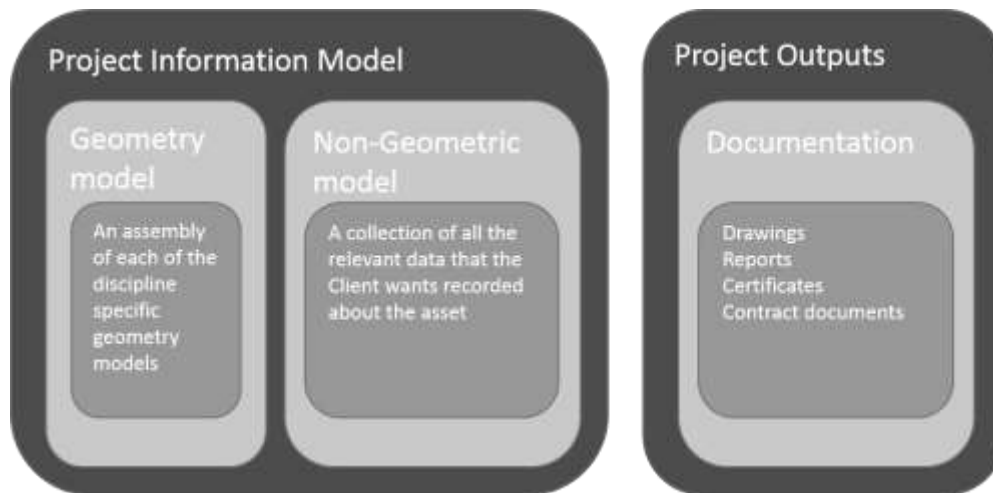 Project Information Model
Geometry
model
An assembly
of each of the
discipline
specific
geometry
models
Non-Geometric
model
A collection of all the
relevant data that the
Client wants recorded
about the asset
Project Outputs
Documentation
Drawings
Reports
Certificates
Contract documents